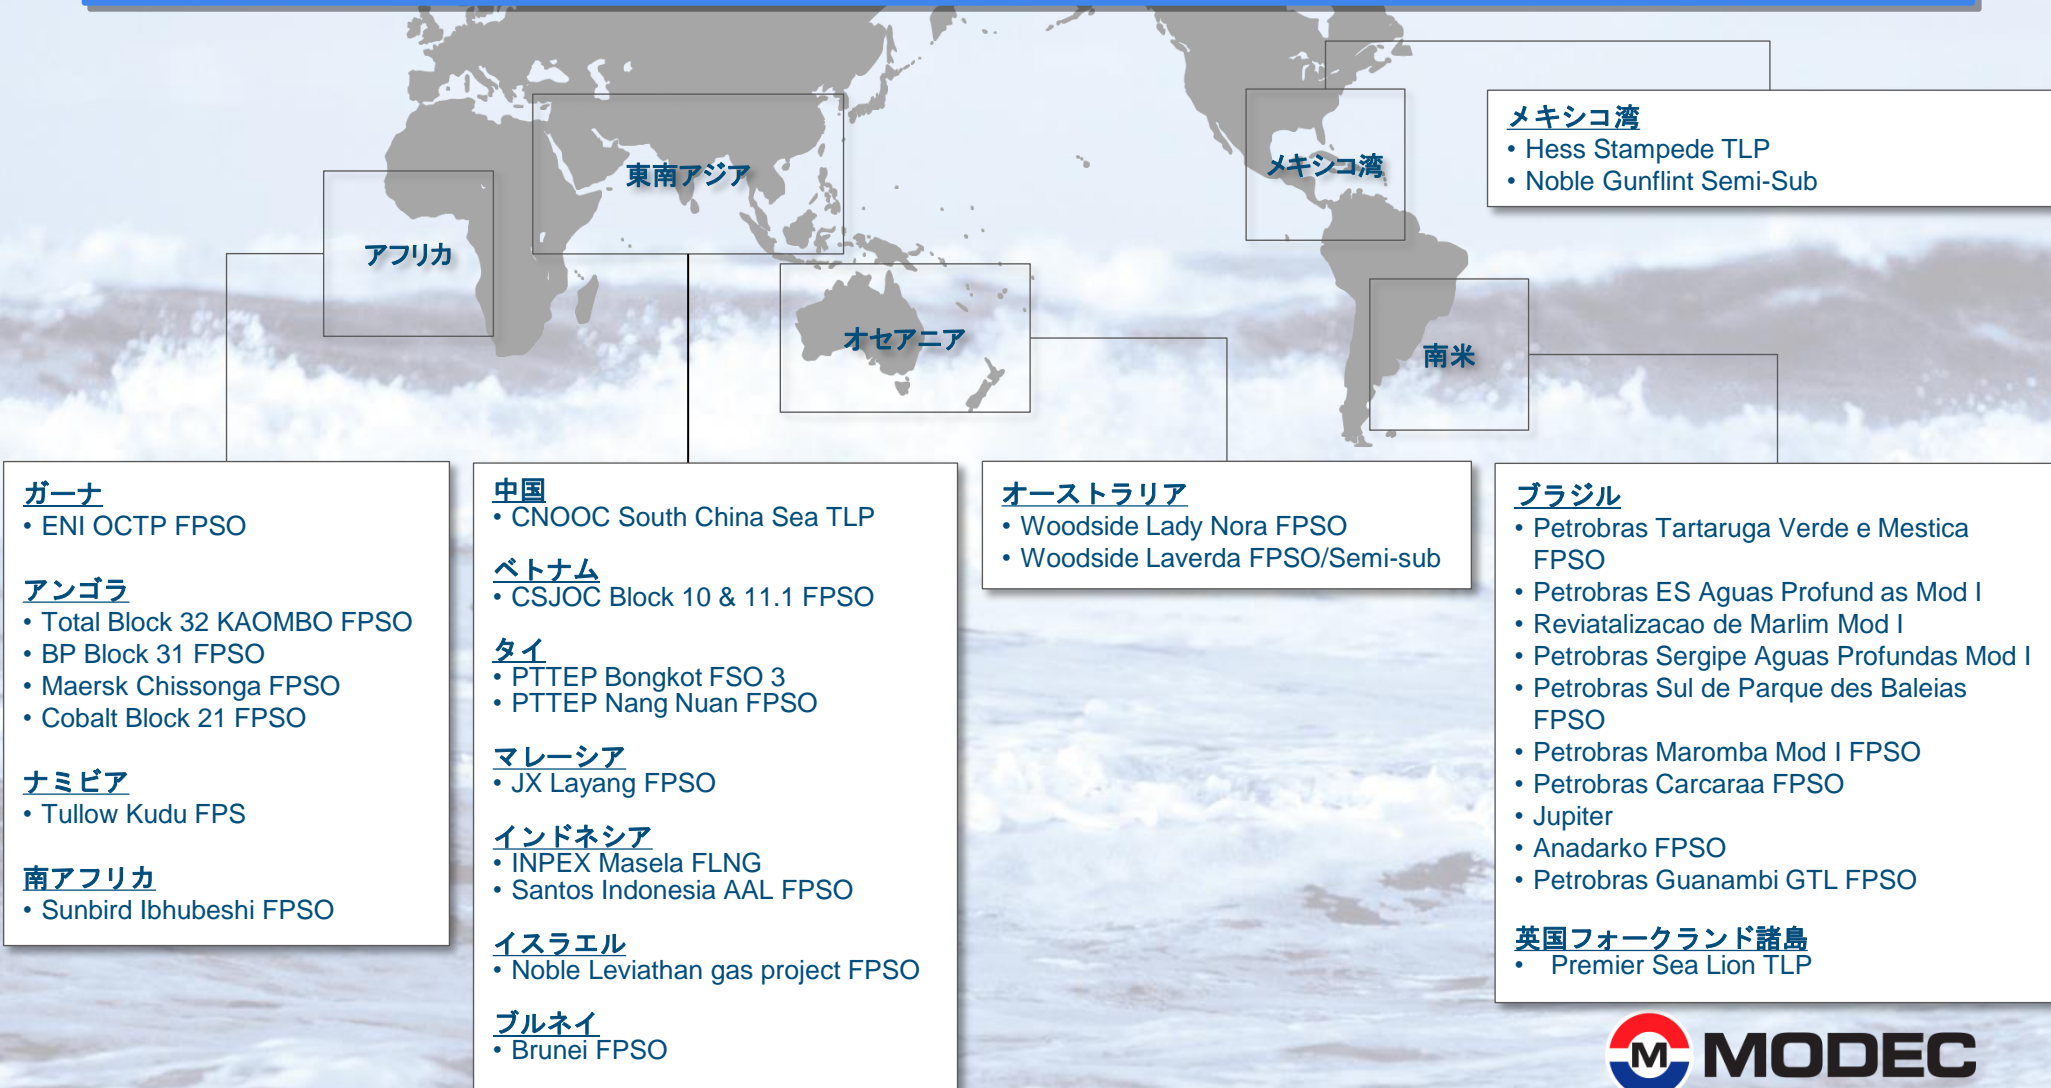 東南アジア
メキシコ湾
アフリカ
オセアニア
南米
メキシコ湾
• Hess Stampede TLP
• Noble Gunflint Semi-Sub
ガーナ
• ENI OCTP FPSO
アンゴラ
• Total Block 32 KAOMBO FPSO
• BP Block 31 FPSO
• Maersk Chissonga FPSO
• Cobalt Block 21 FPSO
ナミビア
• Tullow Kudu FPS
南アフリカ
• Sunbird Ibhubeshi FPSO
中国
• CNOOC South China Sea TLP
ベトナム
• CSJOC Block 10 & 11.1 FPSO
タイ
• PTTEP Bongkot FSO 3
• PTTEP Nang Nuan FPSO
マレーシア
• JX Layang FPSO
インドネシア
• INPEX Masela FLNG
• Santos Indonesia AAL FPSO
イスラエル
• Noble Leviathan gas project FPSO
ブルネイ
• Brunei FPSO
オーストラリア
• Woodside Lady Nora FPSO
• Woodside Laverda FPSO/Semi-sub
ブラジル
• Petrobras Tartaruga Verde e Mestica
FPSO
• Petrobras ES Aguas Profund as Mod I
• Reviatalizacao de Marlim Mod I
• Petrobras Sergipe Aguas Profundas Mod I
• Petrobras Sul de Parque des Baleias
FPSO
• Petrobras Maromba Mod I FPSO
• Petrobras Carcaraa FPSO
• Jupiter
• Anadarko FPSO
• Petrobras Guanambi GTL FPSO
英国フォークランド諸島
• Premier Sea Lion TLP
M MODEC